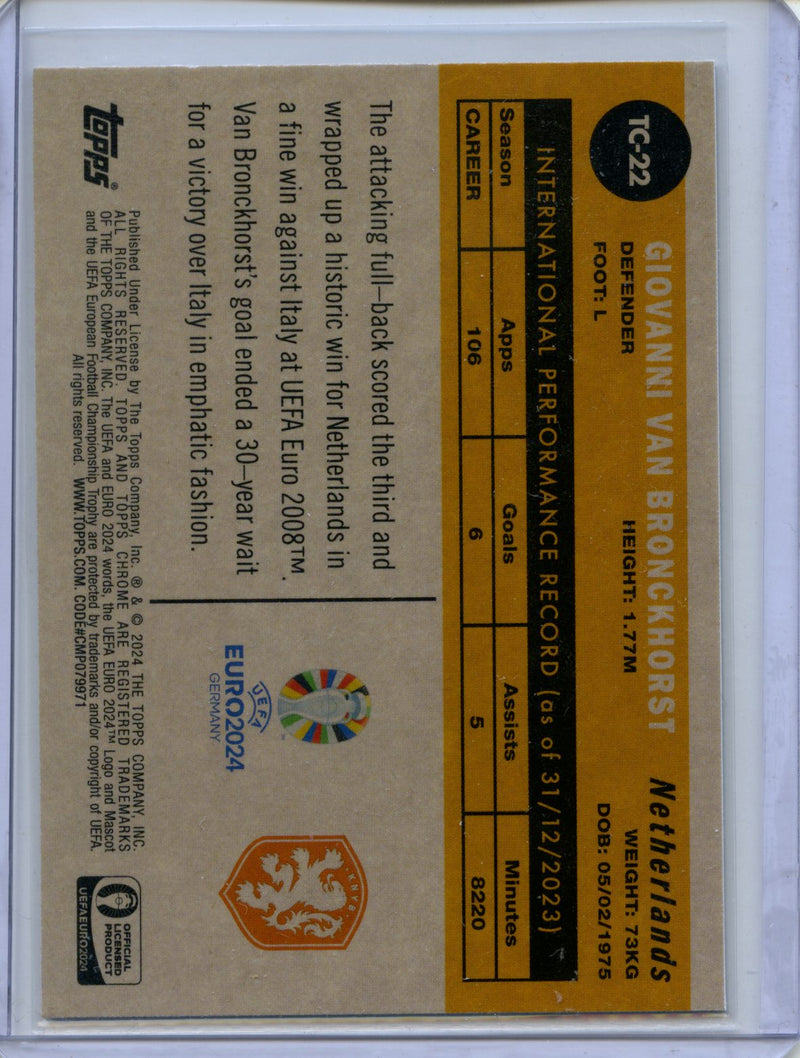 TC-22
GIOVANNI VAN BRONCKHORST
Netherlands
DEFENDER
HEIGHT: 1.77M
WEIGHT: 73KG
FOOT: L
DOB: 05/02/1975
INTERNATIONAL PERFORMANCE RECORD (as of 31/12/2023)
Season Apps Goals Assists Minutes
CAREER 106 6 5 8220
The attacking full–back scored the third and
wrapped up a historic win for Netherlands in
a fine win against Italy at UEFA Euro 2008™.
Van Bronckhorst's goal ended a 30–year wait
for a victory over Italy in emphatic fashion.
UEFA
EURO2024
GERMANY
KNVB
topps®
Published Under License by The Topps Company, Inc. ® & © 2024 THE TOPPS COMPANY, INC.
ALL RIGHTS RESERVED. TOPPS AND TOPPS CHROME ARE REGISTERED TRADEMARKS
OF THE TOPPS COMPANY, INC. The UEFA and EURO 2024 words, the UEFA EURO 2024™ Logo and Mascot
and the UEFA European Football Championship Trophy are protected by trademarks and/or copyright of UEFA.
All rights reserved. WWW.TOPPS.COM. CODE#CMP079971
OFFICIAL
LICENSED
PRODUCT
UEFAEURO2024